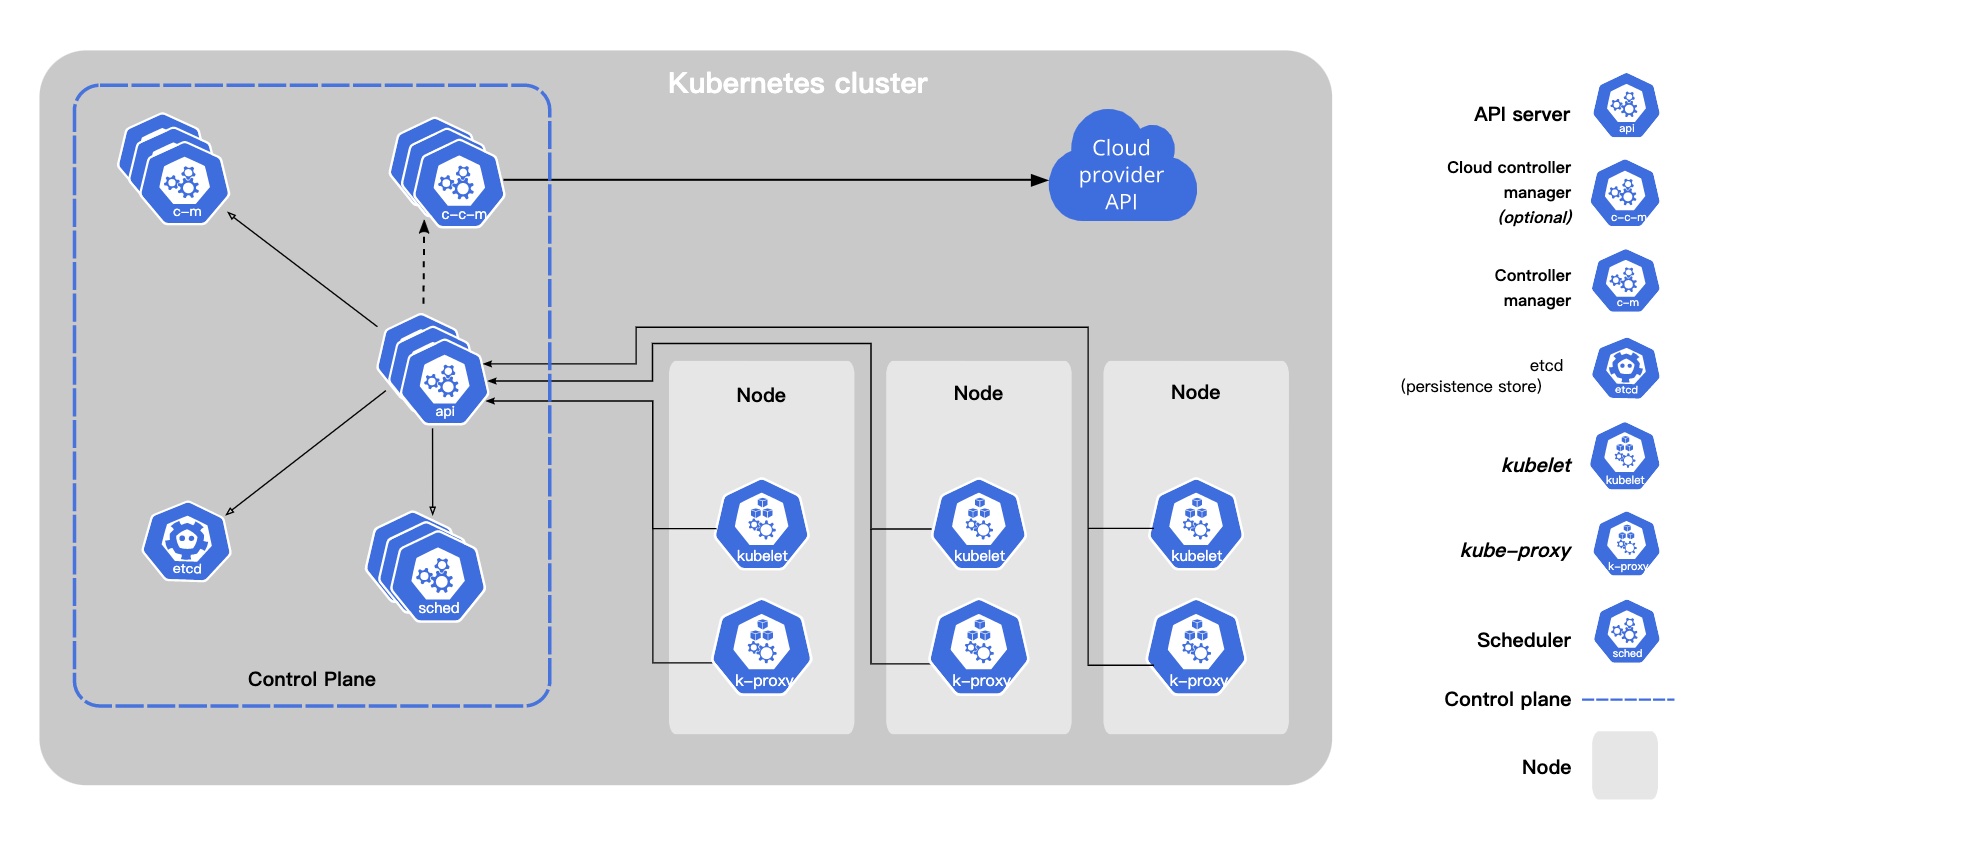 Kubernetes cluster
c-m
c-c-m
Cloud
provider
API
api
etcd
sched
Control Plane
Node
kubelet
k-proxy
Node
kubelet
k-proxy
Node
kubelet
k-proxy
API server
api
Cloud controller
manager
(optional)
c-c-m
Controller
manager
c-m
etcd
(persistence store)
etcd
kubelet
kubelet
kube-proxy
k-proxy
Scheduler
sched
Control plane
Node